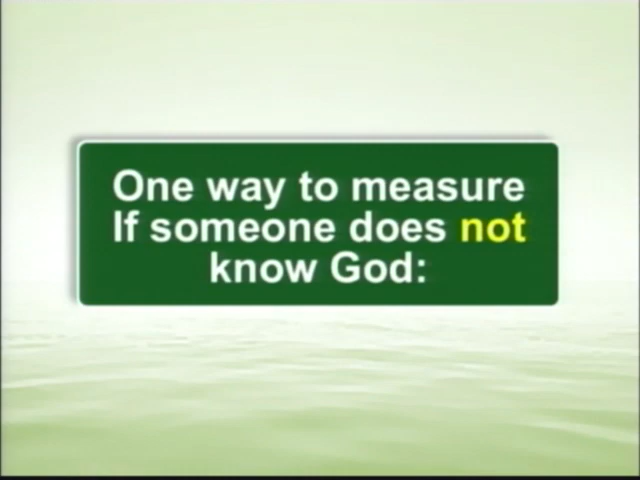 One way to measure
If someone does not
know God: